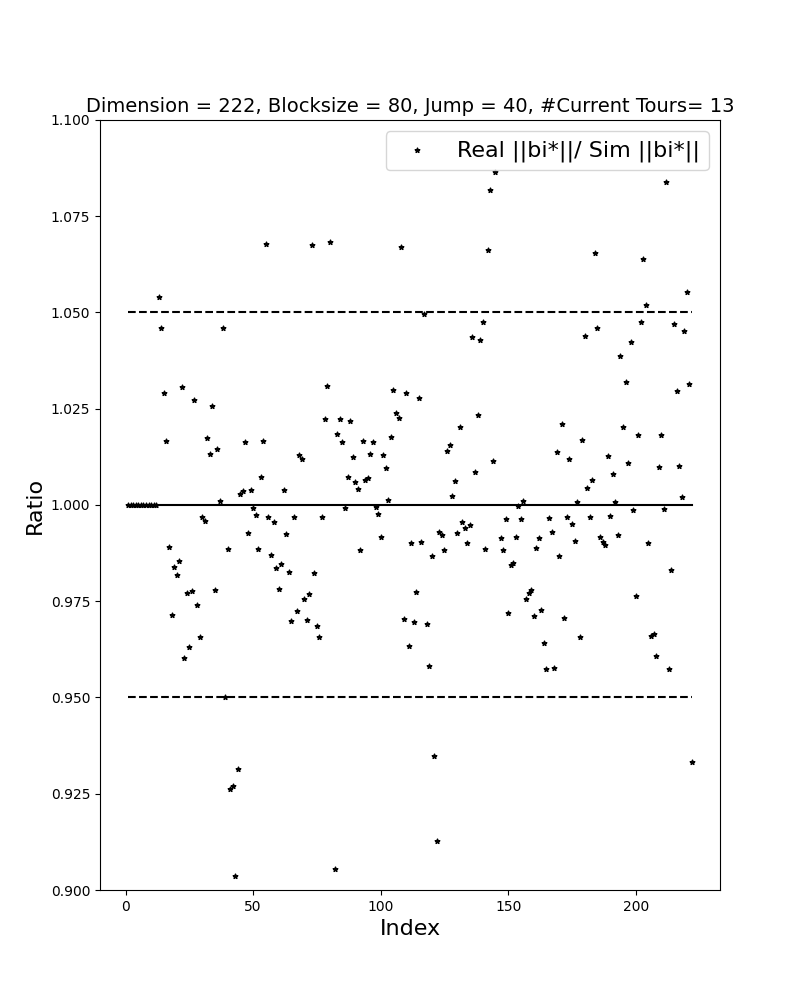 Dimension = 222, Blocksize = 80, Jump = 40, #Current Tours= 13
Real ||bi*||/ Sim ||bi*||
1.100
1.075
1.050
1.025
1.000
0.975
0.950
0.925
0.900
Ratio
0 50 100 150 200
Index